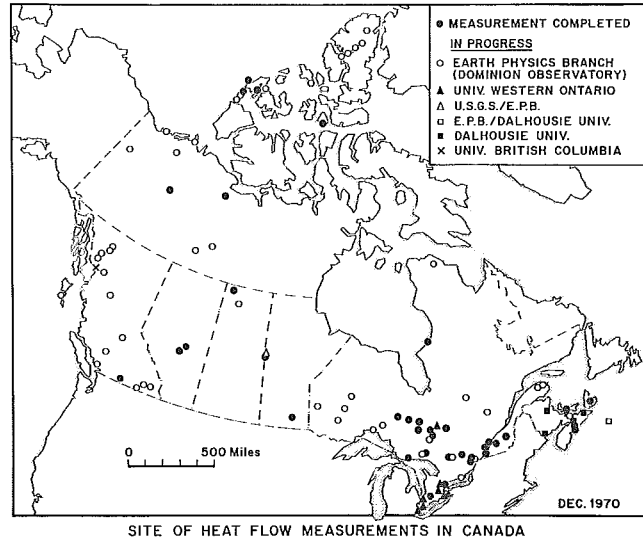 MEASUREMENT COMPLETED
IN PROGRESS
EARTH PHYSICS BRANCH
(DOMINION OBSERVATORY)
UNIV. WESTERN ONTARIO
U.S.G.S./E.P.B.
E.P.B./DALHOUSIE UNIV.
DALHOUSIE UNIV.
UNIV. BRITISH COLUMBIA
0 500 Miles
DEC. 1970
SITE OF HEAT FLOW MEASUREMENTS IN CANADA